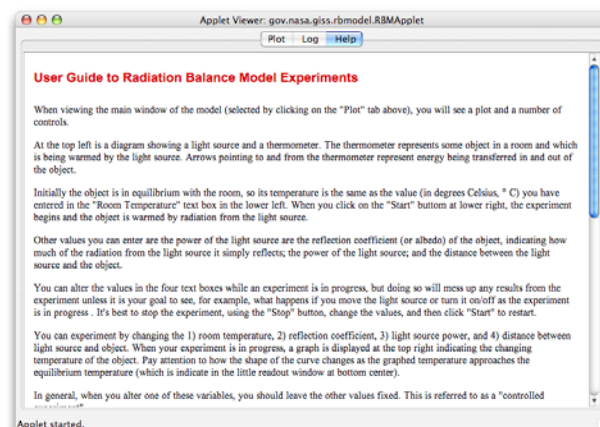 Applet Viewer: gov.nasa.giss.rbmodel.RBMApplet
Plot Log Help
User Guide to Radiation Balance Model Experiments
When viewing the main window of the model (selected by clicking on the "Plot" tab above), you will see a plot and a number of
controls.
At the top left is a diagram showing a light source and a thermometer. The thermometer represents some object in a room and which
is being warmed by the light source. Arrows pointing to and from the thermometer represent energy being transferred in and out of
the object.
Initially the object is in equilibrium with the room, so its temperature is the same as the value (in degrees Celsius, ° C) you have
entered in the "Room Temperature" text box in the lower left. When you click on the "Start" buttom at lower right, the experiment
begins and the object is warmed by radiation from the light source.
Other values you can enter are the power of the light source are the reflection coefficient (or albedo) of the object, indicating how
much of the radiation from the light source it simply reflects; the power of the light source; and the distance between the light
source and the object.
You can alter the values in the four text boxes while an experiment is in progress, but doing so will mess up any results from the
experiment unless it is your goal to see, for example, what happens if you move the light source or turn it on/off as the experiment
is in progress . It's best to stop the experiment, using the "Stop" button, change the values, and then click "Start" to restart.
You can experiment by changing the 1) room temperature, 2) reflection coefficient, 3) light source power, and 4) distance between
light source and object. When your experiment is in progress, a graph is displayed at the top right indicating the changing
temperature of the object. Pay attention to how the shape of the curve changes as the graphed temperature approaches the
equilibrium temperature (which is indicate in the little readout window at bottom center).
In general, when you alter one of these variables, you should leave the other values fixed. This is referred to as a "controlled
Applet started.